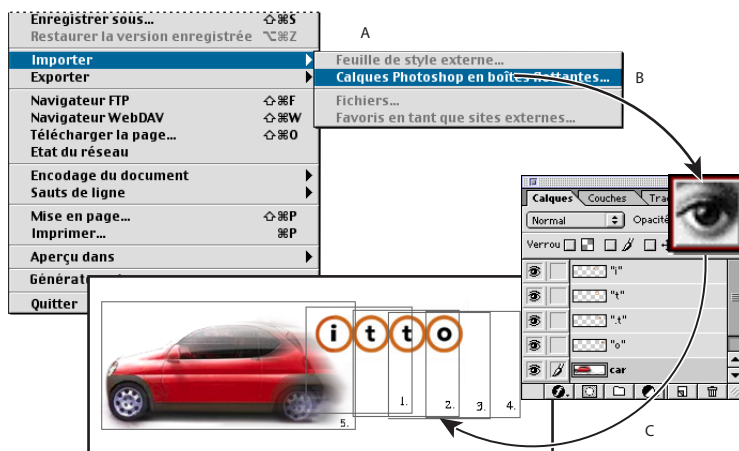 Enregistrer sous... ⇧⌘S
Restaurer la version enregistrée ⌥⌘Z
A
Importer
Exporter
Feuille de style externe...
Calques Photoshop en boîtes flottantes...
B
Fichiers...
Favoris en tant que sites externes...
Navigateur FTP ⇧⌘F
Navigateur WebDAV ⇧⌘W
Télécharger la page... ⇧⌘O
Etat du réseau
Encodage du document
Sauts de ligne
Mise en page... ⇧⌘P
Imprimer... ⌘P
Aperçu dans
Quitter
Calques Couches
Normal
Verrou
"i"
"t"
".t"
"o"
car
i t t o
1. 2. 3. 4.
5.
C